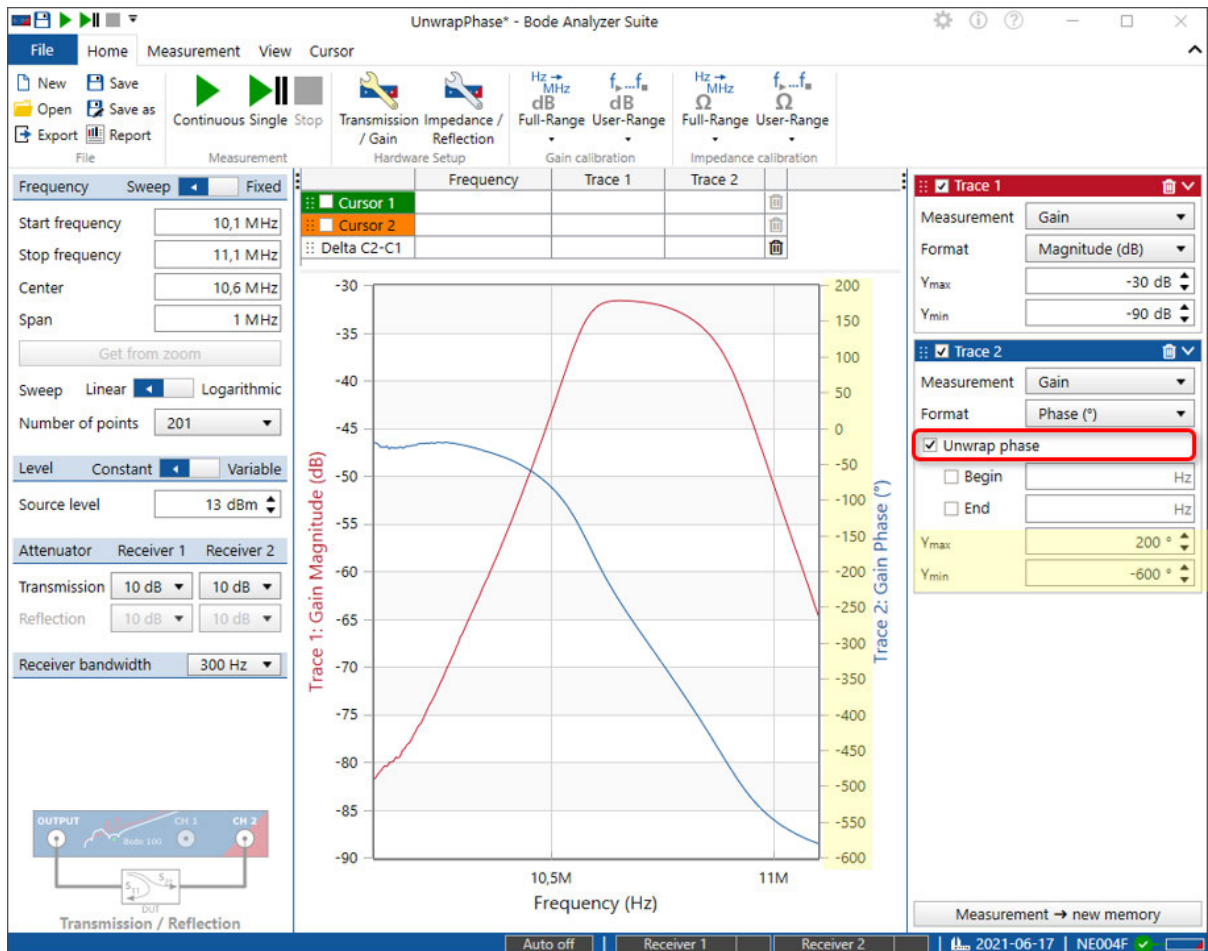 UnwrapPhase* - Bode Analyzer Suite
File Home Measurement View Cursor
New Save
Open Save as
Export Report
File
Continuous Single Stop
Measurement
Transmission / Gain
Impedance / Reflection
Hardware Setup
Hz → MHz
dB
Full-Range
f▶...f■
dB
User-Range
Gain calibration
Hz → MHz
Ω
Full-Range
f▶...f■
Ω
User-Range
Impedance calibration
Frequency Sweep Fixed
Start frequency 10,1 MHz
Stop frequency 11,1 MHz
Center 10,6 MHz
Span 1 MHz
Get from zoom
Sweep Linear Logarithmic
Number of points 201
Level Constant Variable
Source level 13 dBm
Attenuator Receiver 1 Receiver 2
Transmission 10 dB 10 dB
Reflection 10 dB 10 dB
Receiver bandwidth 300 Hz
OUTPUT CH 1 CH 2
Bode 100
S11 S21
DUT
Transmission / Reflection
Frequency Trace 1 Trace 2
Cursor 1
Cursor 2
Delta C2-C1
Trace 1: Gain Magnitude (dB)
-30
-35
-40
-45
-50
-55
-60
-65
-70
-75
-80
-85
-90
200
150
100
50
0
-50
-100
-150
-200
-250
-300
-350
-400
-450
-500
-550
-600
Trace 2: Gain Phase (°)
10,5M 11M
Frequency (Hz)
Trace 1
Measurement Gain
Format Magnitude (dB)
Ymax -30 dB
Ymin -90 dB
Trace 2
Measurement Gain
Format Phase (°)
Unwrap phase
Begin Hz
End Hz
Ymax 200 °
Ymin -600 °
Measurement → new memory
Auto off Receiver 1 Receiver 2 2021-06-17 NE004F